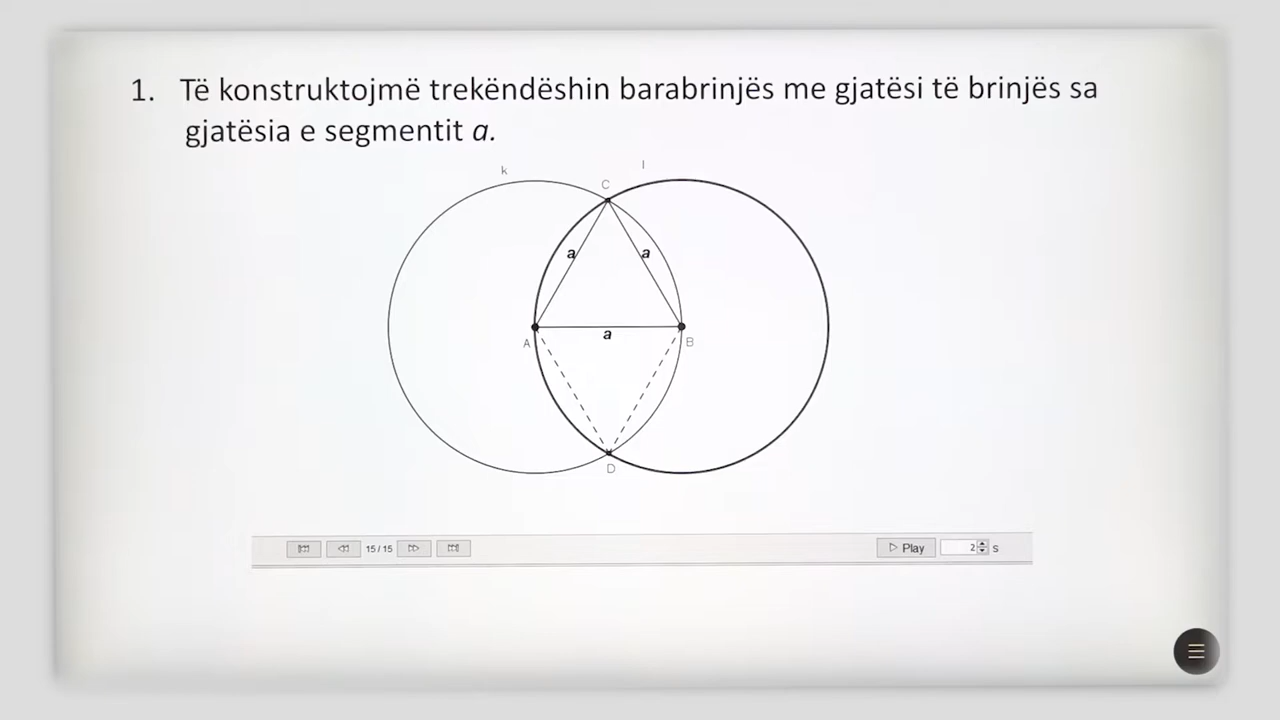 1. Të konstruktojmë trekëndëshin barabrinjës me gjatësi të brinjës sa
gjatësia e segmentit a.
k
l
C
a
a
A
a
B
D
15 / 15
Play
2
s